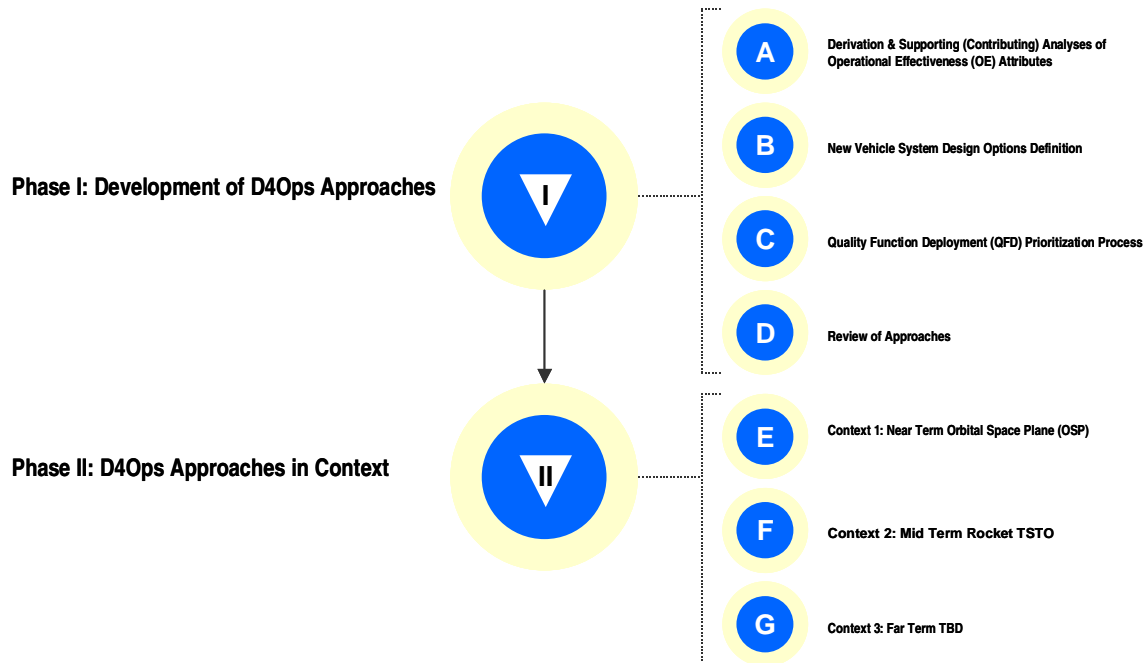 Phase I: Development of D4Ops Approaches
I
A
Derivation & Supporting (Contributing) Analyses of
Operational Effectiveness (OE) Attributes
B
New Vehicle System Design Options Definition
C
Quality Function Deployment (QFD) Prioritization Process
D
Review of Approaches
Phase II: D4Ops Approaches in Context
II
E
Context 1: Near Term Orbital Space Plane (OSP)
F
Context 2: Mid Term Rocket TSTO
G
Context 3: Far Term TBD